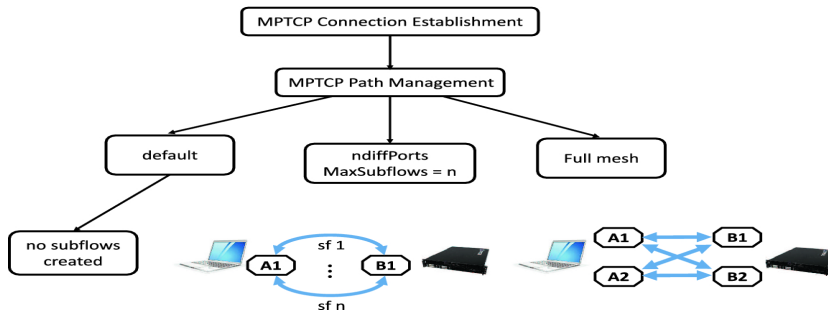 MPTCP Connection Establishment
MPTCP Path Management
default
ndiffPorts
MaxSubflows = n
Full mesh
no subflows
created
sf 1
A1
B1
sf n
A1
B1
A2
B2